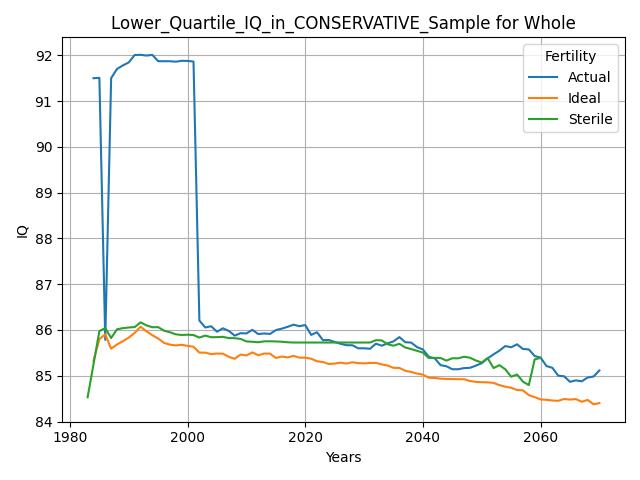 Lower_Quartile_IQ_in_CONSERVATIVE_Sample for Whole
Fertility
Actual
Ideal
Sterile
IQ
92
91
90
89
88
87
86
85
84
1980
2000
2020
2040
2060
Years